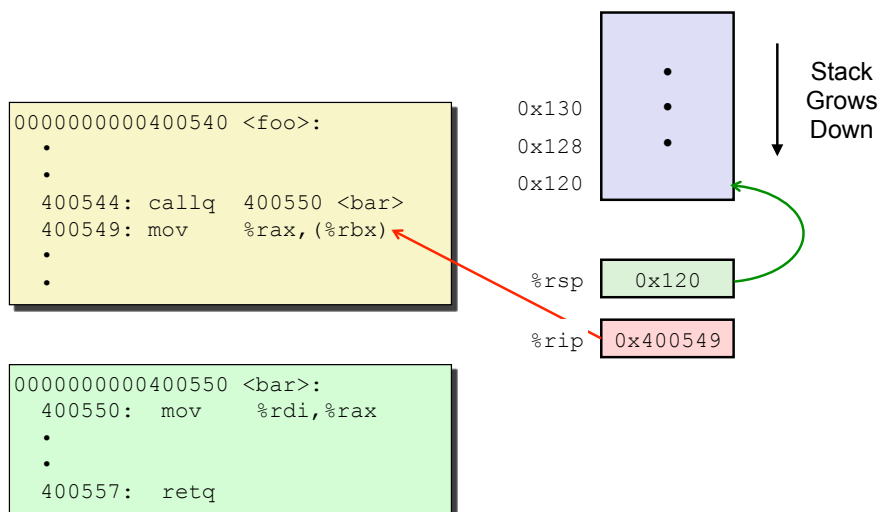 0000000000400540 <foo>:
•
•
400544: callq 400550 <bar>
400549: mov %rax,(%rbx)
•
•
0000000000400550 <bar>:
400550: mov %rdi,%rax
•
•
400557: retq
•
•
•
0x130
0x128
0x120
Stack
Grows
Down
%rsp 0x120
%rip 0x400549